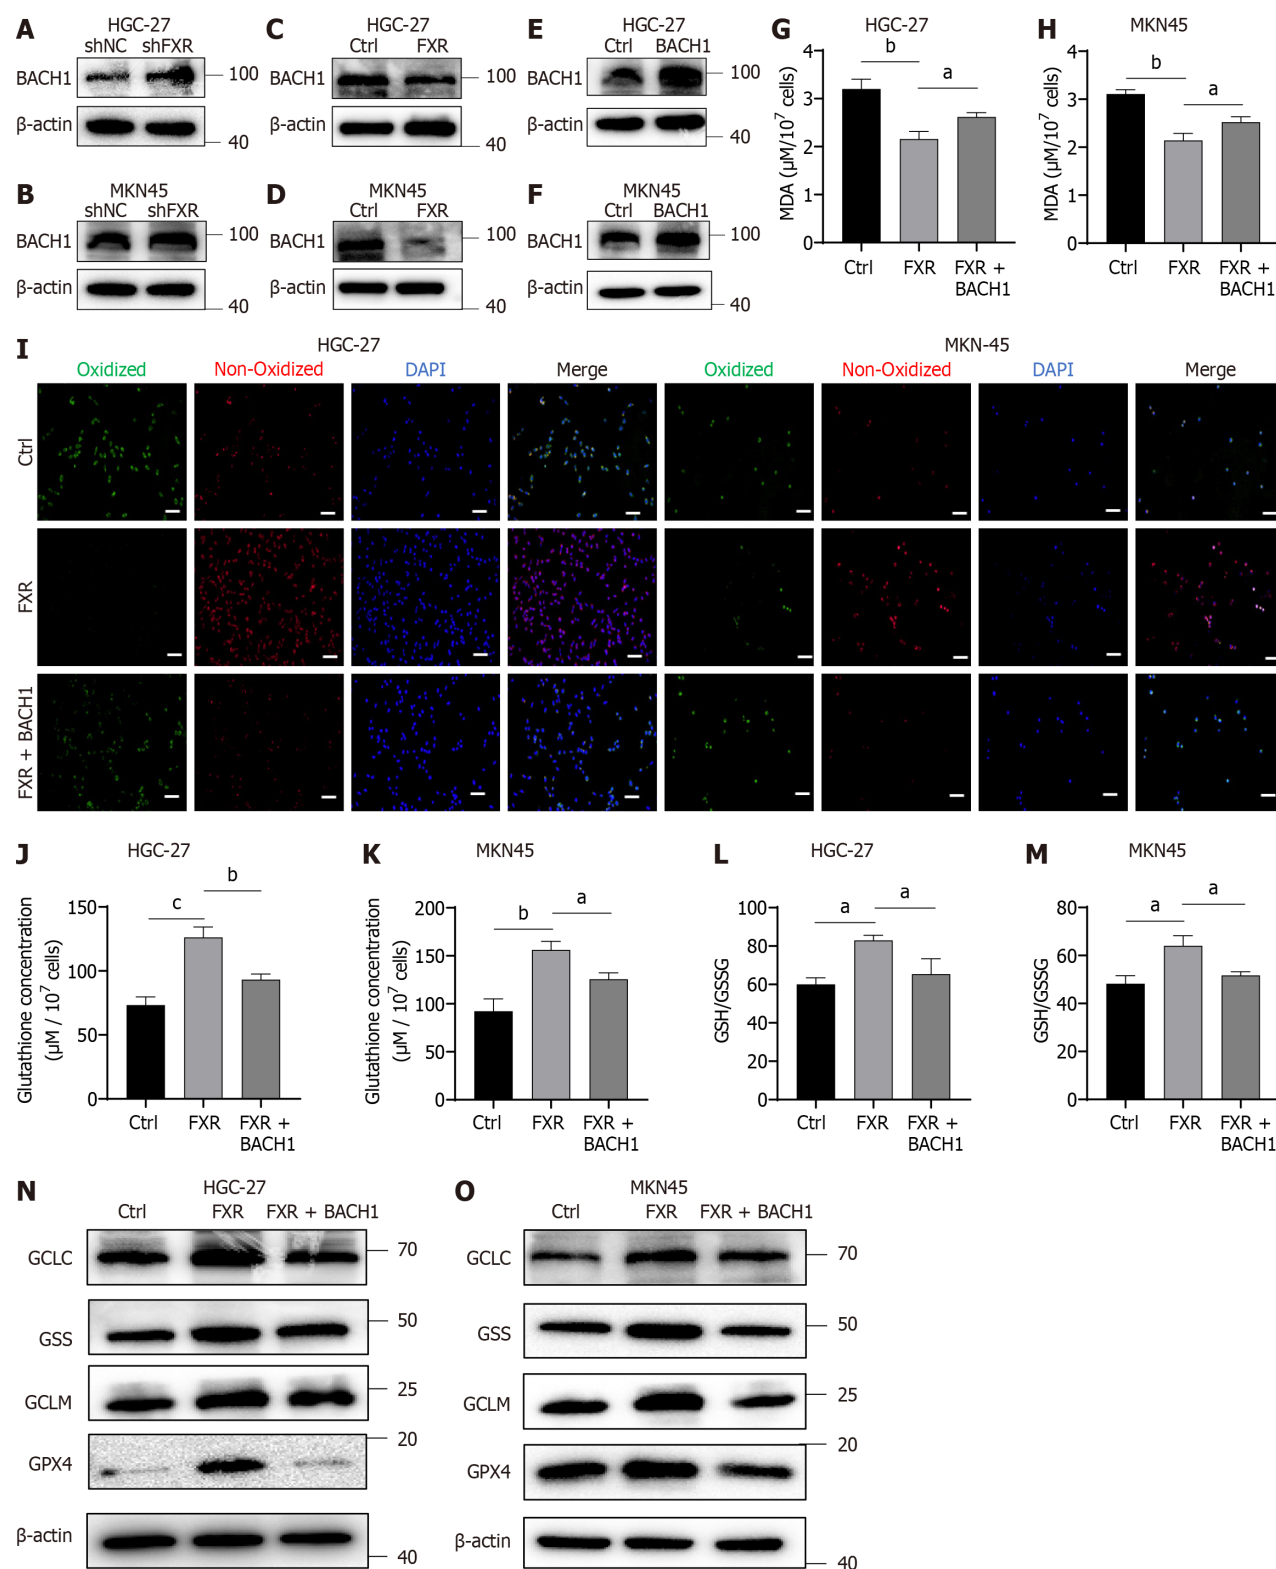 A HGC-27
shNC shFXR
BACH1 100
β-actin 40
C HGC-27
Ctrl FXR
BACH1 100
β-actin 40
E HGC-27
Ctrl BACH1
BACH1 100
β-actin 40
G HGC-27
b
a
MDA (μM/10⁷ cells)
4
3
2
1
0
Ctrl FXR FXR +
BACH1
H MKN45
b
a
MDA (μM/10⁷ cells)
4
3
2
1
0
Ctrl FXR FXR +
BACH1
B MKN45
shNC shFXR
BACH1 100
β-actin 40
D MKN45
Ctrl FXR
BACH1 100
β-actin 40
F MKN45
Ctrl BACH1
BACH1 100
β-actin 40
I HGC-27 MKN-45
Oxidized Non-Oxidized DAPI Merge Oxidized Non-Oxidized DAPI Merge
Ctrl
FXR
FXR + BACH1
J HGC-27
b
c
Glutathione concentration
(μM / 10⁷ cells)
150
100
50
0
Ctrl FXR FXR +
BACH1
K MKN45
a
b
Glutathione concentration
(μM / 10⁷ cells)
200
150
100
50
0
Ctrl FXR FXR +
BACH1
L HGC-27
a a
GSH/GSSG
100
80
60
40
20
0
Ctrl FXR FXR +
BACH1
M MKN45
a
a
GSH/GSSG
80
60
40
20
0
Ctrl FXR FXR +
BACH1
N HGC-27
Ctrl FXR FXR + BACH1
GCLC 70
GSS 50
GCLM 25
GPX4 20
β-actin 40
O MKN45
Ctrl FXR FXR + BACH1
GCLC 70
GSS 50
GCLM 25
GPX4 20
β-actin 40